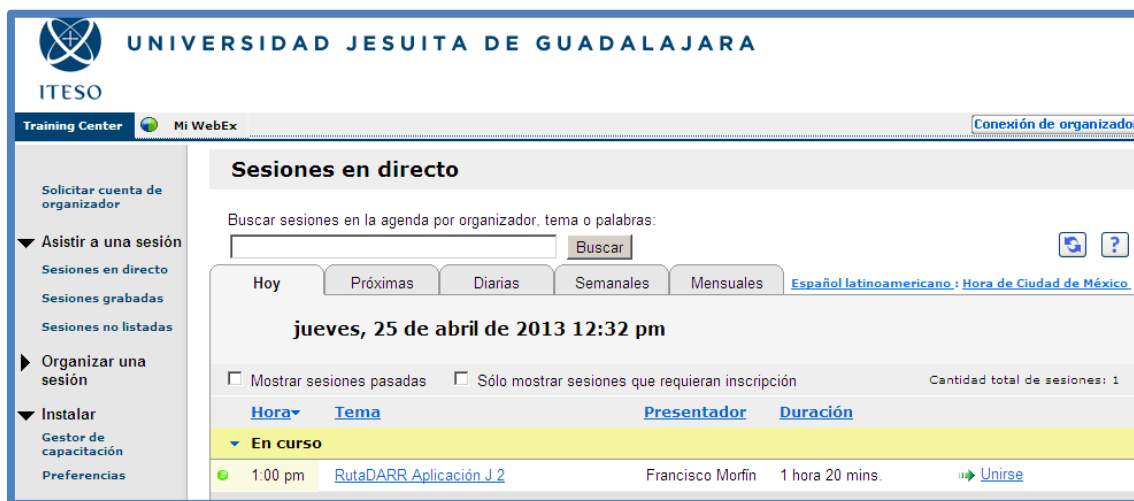 UNIVERSIDAD JESUITA DE GUADALAJARA
ITESO
Training Center Mi WebEx Conexión de organizador
Sesiones en directo
Solicitar cuenta de
organizador
Asistir a una sesión
Sesiones en directo
Sesiones grabadas
Sesiones no listadas
Organizar una
sesión
Instalar
Gestor de
capacitación
Preferencias
Buscar sesiones en la agenda por organizador, tema o palabras:
Buscar
?
Hoy Próximas Diarias Semanales Mensuales Español latinoamericano : Hora de Ciudad de México
jueves, 25 de abril de 2013 12:32 pm
Mostrar sesiones pasadas Sólo mostrar sesiones que requieran inscripción Cantidad total de sesiones: 1
Hora Tema Presentador Duración
En curso
1:00 pm RutaDARR Aplicación J 2 Francisco Morfín 1 hora 20 mins. Unirse